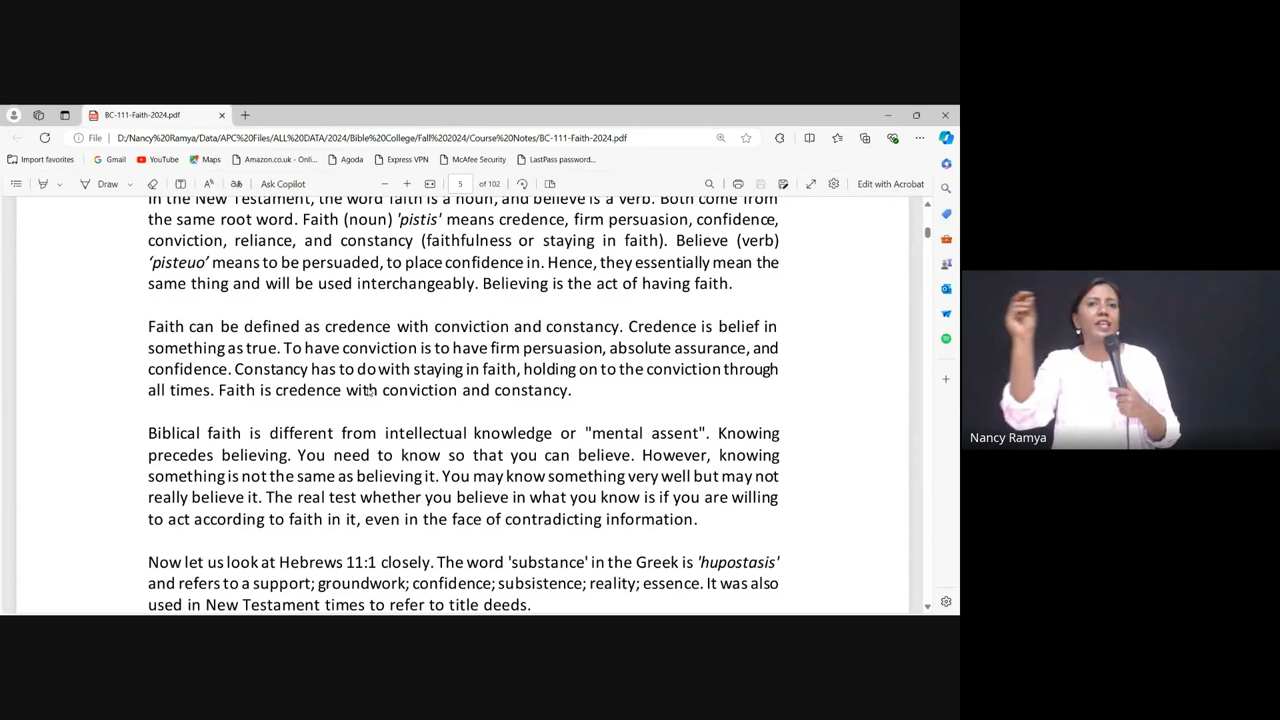 BC-111-Faith-2024.pdf
File D:/Nancy%20Ramya/Data/APC%20Files/ALL%20DATA/2024/Bible%20College/Fall%202024/Course%20Notes/BC-111-Faith-2024.pdf
Import favorites Gmail YouTube Maps Amazon.co.uk - Onli... Agoda Express VPN McAfee Security LastPass password...
Draw Ask Copilot 5 of 102 Edit with Acrobat
In the New Testament, the word faith is a noun, and believe is a verb. Both come from
the same root word. Faith (noun) 'pistis' means credence, firm persuasion, confidence,
conviction, reliance, and constancy (faithfulness or staying in faith). Believe (verb)
‘pisteuo’ means to be persuaded, to place confidence in. Hence, they essentially mean the
same thing and will be used interchangeably. Believing is the act of having faith.
Faith can be defined as credence with conviction and constancy. Credence is belief in
something as true. To have conviction is to have firm persuasion, absolute assurance, and
confidence. Constancy has to do with staying in faith, holding on to the conviction through
all times. Faith is credence with conviction and constancy.
Biblical faith is different from intellectual knowledge or "mental assent". Knowing
precedes believing. You need to know so that you can believe. However, knowing
something is not the same as believing it. You may know something very well but may not
really believe it. The real test whether you believe in what you know is if you are willing
to act according to faith in it, even in the face of contradicting information.
Now let us look at Hebrews 11:1 closely. The word 'substance' in the Greek is 'hupostasis'
and refers to a support; groundwork; confidence; subsistence; reality; essence. It was also
used in New Testament times to refer to title deeds.
Nancy Ramya